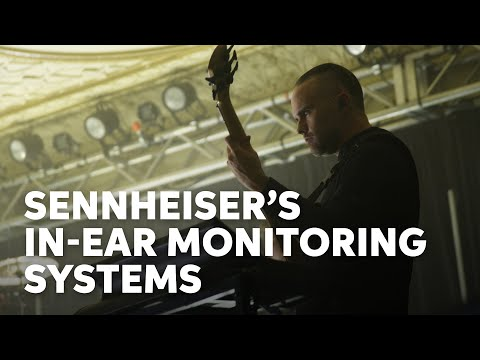 SENNHEISER’S
IN-EAR MONITORING
SYSTEMS